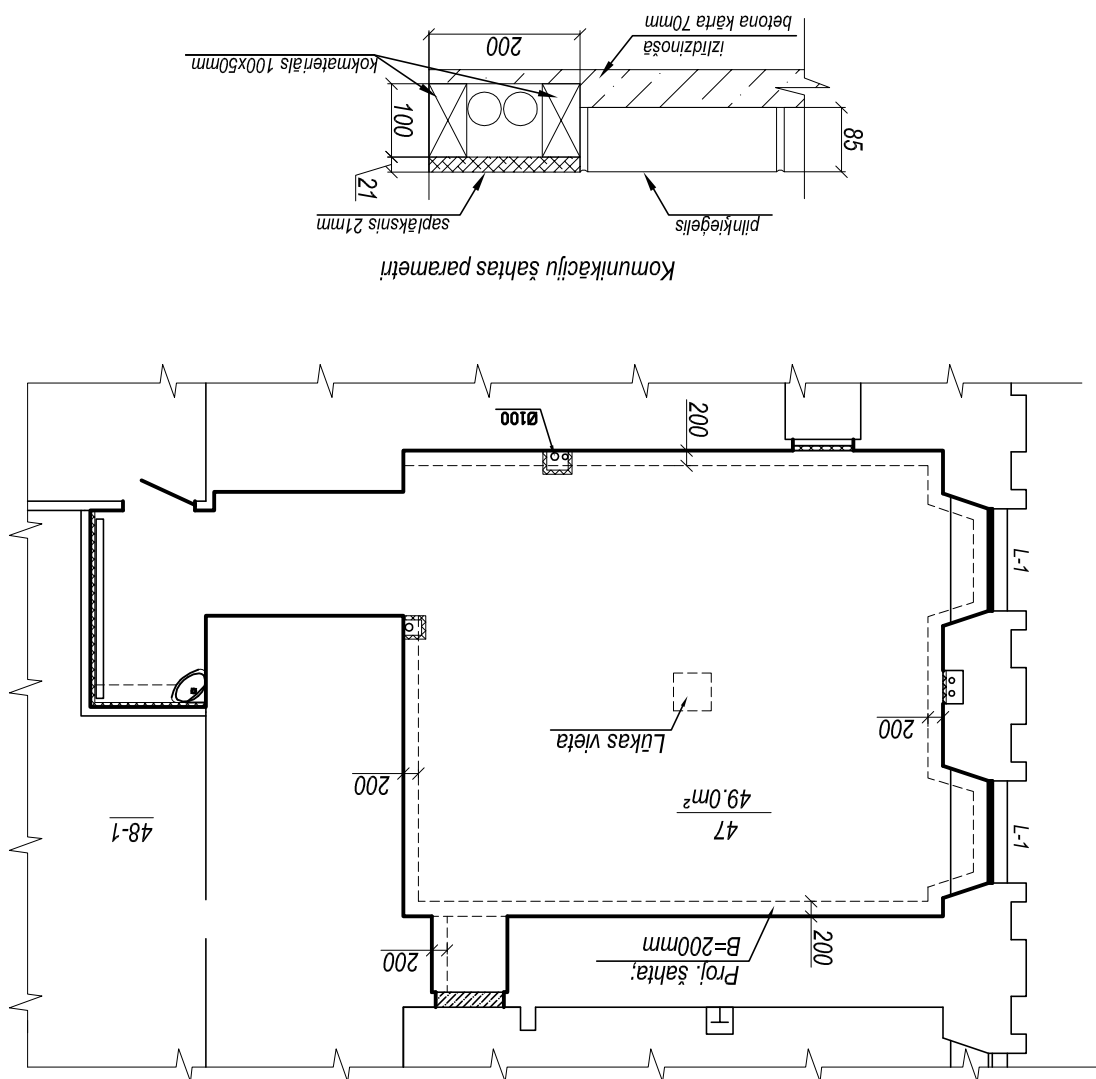 Proj. šahta;
B=200mm
200
200
48-1
L-1
47
49.0m²
200
200
Lūkas vieta
L-1
200
Ø100
Komunikāciju šahtas parametri
pilnķieģelis
saplāksnis 21mm
21
85
100
kokmateriāls 100x50mm
izlīdzinošā
betona kārta 70mm
200